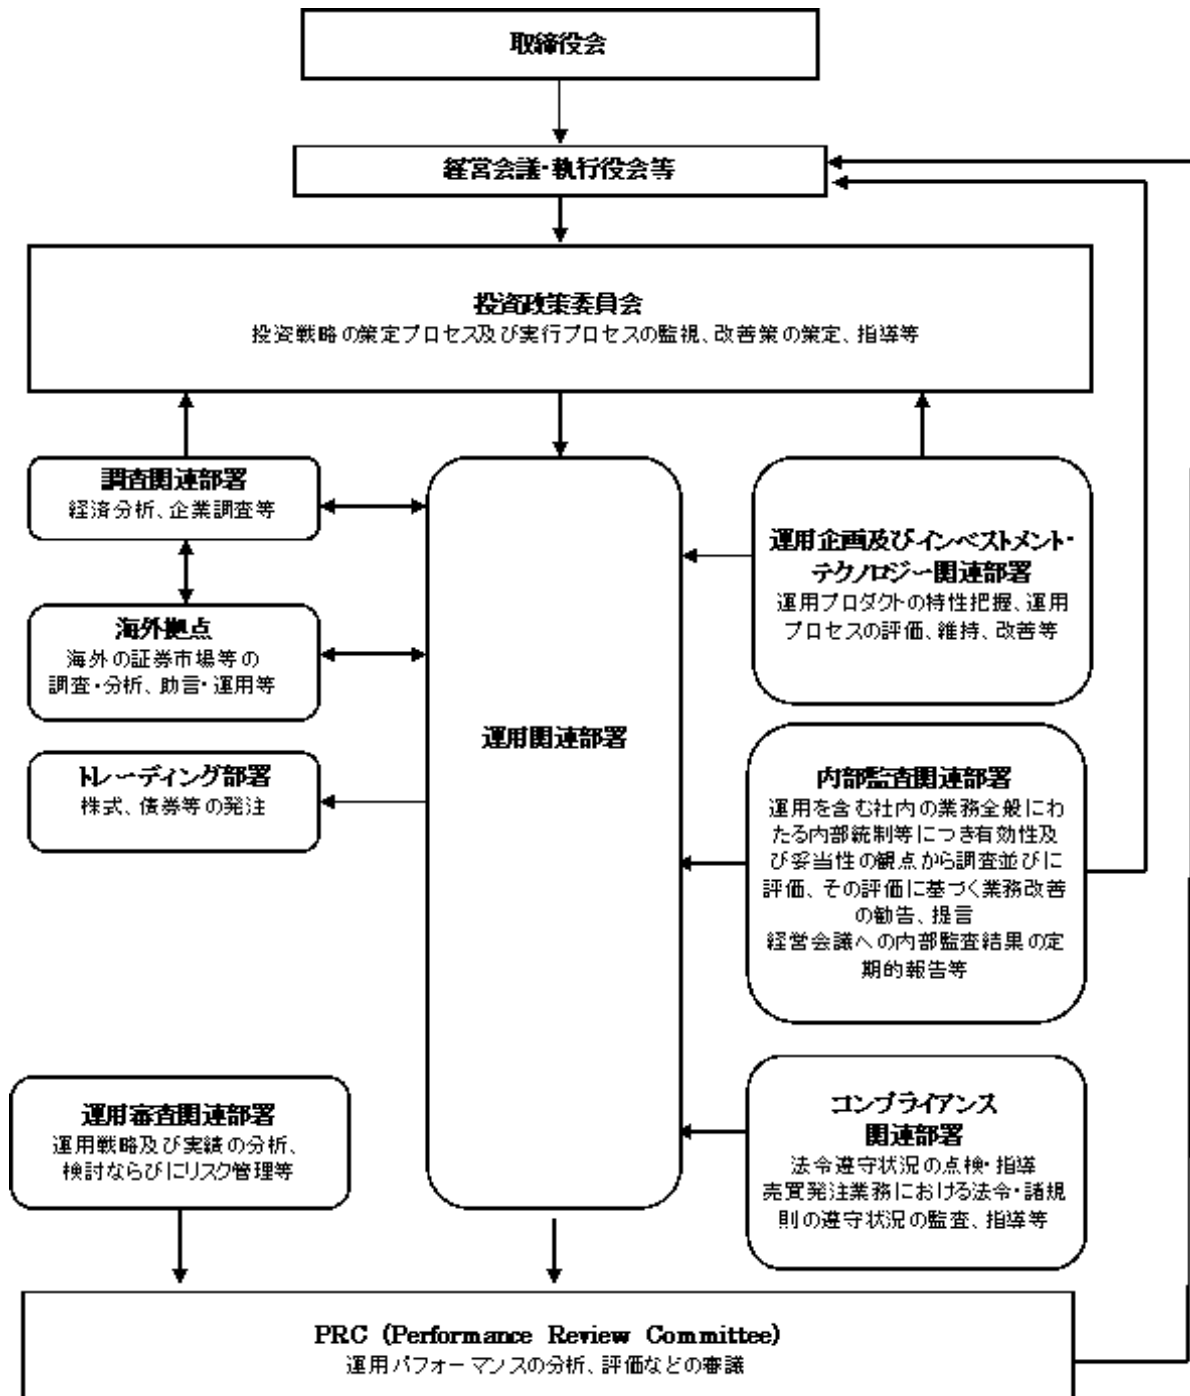 取締役会
経営会議・執行役会等
投資政策委員会
投資戦略の策定プロセス及び実行プロセスの監視、改善策の策定、指導等
調査関連部署
経済分析、企業調査等
海外拠点
海外の証券市場等の
調査・分析、助言・運用等
トレーディング部署
株式、債券等の発注
運用関連部署
運用企画及びインベストメント・
テクノロジー関連部署
運用プロダクトの特性把握、運用
プロセスの評価、維持、改善等
内部監査関連部署
運用を含む社内の業務全般にわ
たる内部統制等につき有効性及
び妥当性の観点から調査並びに
評価、その評価に基づく業務改善
の勧告、提言
経営会議への内部監査結果の定
期的報告等
運用審査関連部署
運用戦略及び実績の分析、
検討ならびにリスク管理等
コンプライアンス
関連部署
法令遵守状況の点検・指導
売買発注業務における法令・諸規
則の遵守状況の監査、指導等
PRC (Performance Review Committee)
運用パフォーマンスの分析、評価などの審議